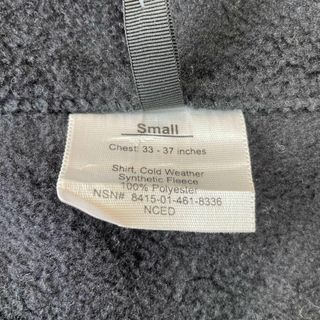 Small
Chest: 33 - 37 inches
Shirt, Cold Weather
Synthetic Fleece
100% Polyester
NSN# 8415-01-461-8336
NCED